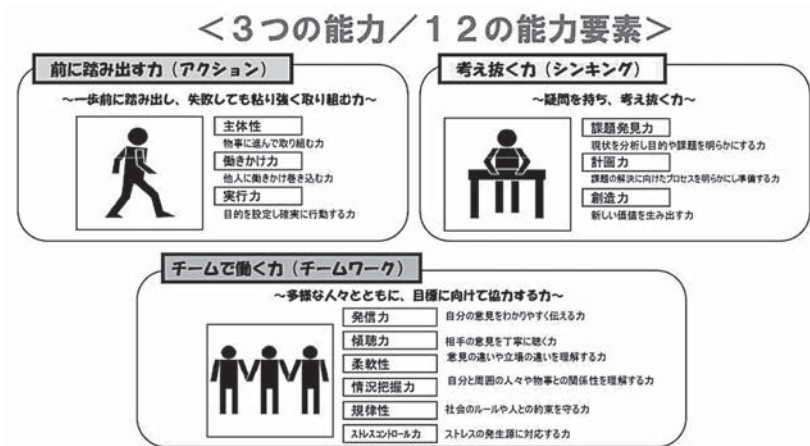 ＜３つの能力／１２の能力要素＞
前に踏み出す力（アクション）
～一歩前に踏み出し、失敗しても粘り強く取り組む力～
主体性
物事に進んで取り組む力
働きかけ力
他人に働きかけ巻き込む力
実行力
目的を設定し確実に行動する力
考え抜く力（シンキング）
～疑問を持ち、考え抜く力～
課題発見力
現状を分析し目的や課題を明らかにする力
計画力
課題の解決に向けたプロセスを明らかにし準備する力
創造力
新しい価値を生み出す力
チームで働く力（チームワーク）
～多様な人々とともに、目標に向けて協力する力～
発信力 自分の意見をわかりやすく伝える力
傾聴力 相手の意見を丁寧に聴く力
柔軟性 意見の違いや立場の違いを理解する力
情況把握力 自分と周囲の人々や物事との関係性を理解する力
規律性 社会のルールや人との約束を守る力
ストレスコントロール力 ストレスの発生源に対応する力